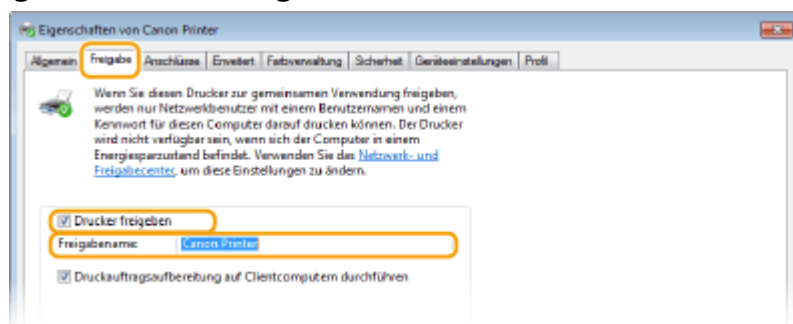 Eigenschaften von Canon Printer
Allgemein Freigabe Anschlüsse Erweitert Farbverwaltung Sicherheit Geräteeinstellungen Profil
Wenn Sie diesen Drucker zur gemeinsamen Verwendung freigeben,
werden nur Netzwerkbenutzer mit einem Benutzernamen und einem
Kennwort für diesen Computer darauf drucken können. Der Drucker
wird nicht verfügbar sein, wenn sich der Computer in einem
Energiesparzustand befindet. Verwenden Sie das Netzwerk- und
Freigabecenter, um diese Einstellungen zu ändern.
Drucker freigeben
Freigabename: Canon Printer
Druckauftragsaufbereitung auf Clientcomputern durchführen